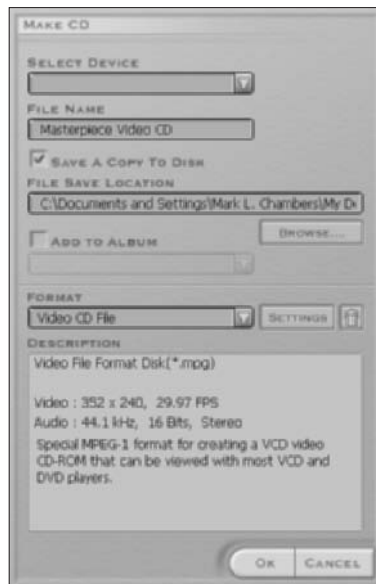 MAKE CD
SELECT DEVICE
FILE NAME
Masterpiece Video CD
SAVE A COPY TO DISK
FILE SAVE LOCATION
C:\Documents and Settings\Mark L. Chambers\My De
ADD TO ALBUM
BROWSE....
FORMAT
Video CD File
SETTINGS
DESCRIPTION
Video File Format Disk(*.mpg)
Video : 352 x 240, 29.97 FPS
Audio : 44.1 kHz, 16 Bits, Stereo
Special MPEG-1 format for creating a VCD video
CD-ROM that can be viewed with most VCD and
DVD players.
OK
CANCEL